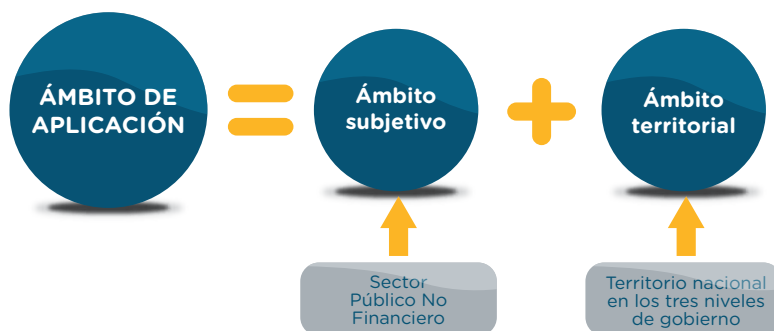 ÁMBITO DE
APLICACIÓN
Ámbito
subjetivo
Ámbito
territorial
Sector
Público No
Financiero
Territorio nacional
en los tres niveles
de gobierno